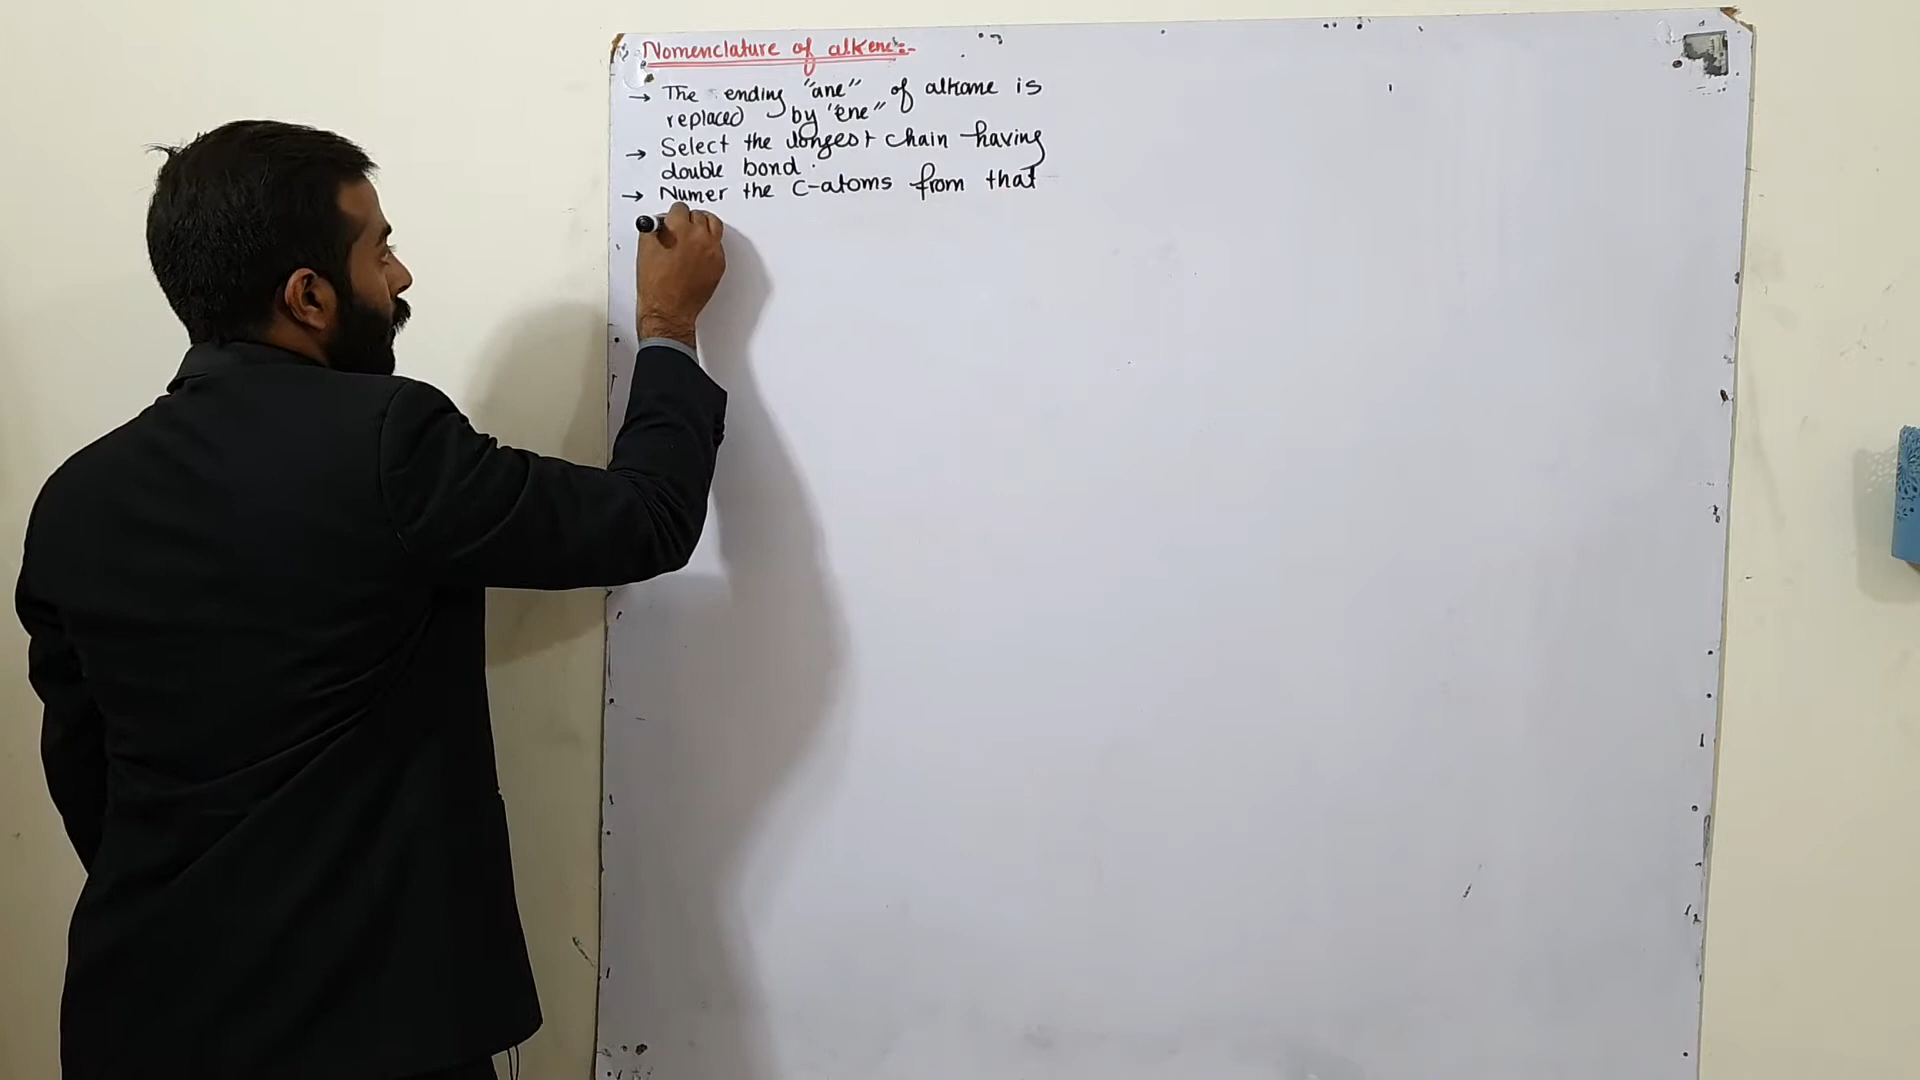 Nomenclature of alkene:-
→ The ending "ane" of alkane is
replaced by "ene"
→ Select the longest chain having
double bond.
→ Numer the C-atoms from that